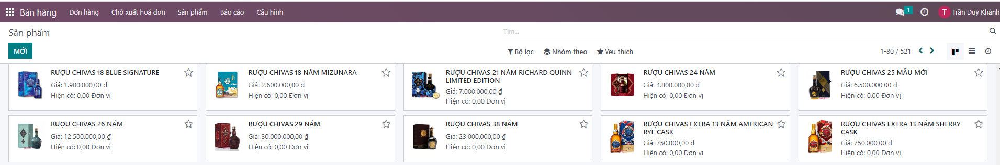 Bán hàng Đơn hàng Chờ xuất hoá đơn Sản phẩm Báo cáo Cấu hình 1 T Trần Duy Khánh
Sản phẩm Tìm...
MỚI Bộ lọc Nhóm theo Yêu thích 1-80 / 521
RƯỢU CHIVAS 18 BLUE SIGNATURE
Giá: 1.900.000,00 ₫
Hiện có: 0,00 Đơn vị
RƯỢU CHIVAS 18 NĂM MIZUNARA
Giá: 2.600.000,00 ₫
Hiện có: 0,00 Đơn vị
RƯỢU CHIVAS 21 NĂM RICHARD QUINN
LIMITED EDITION
Giá: 7.000.000,00 ₫
Hiện có: 0,00 Đơn vị
RƯỢU CHIVAS 24 NĂM
Giá: 4.800.000,00 ₫
Hiện có: 0,00 Đơn vị
RƯỢU CHIVAS 25 MẪU MỚI
Giá: 6.500.000,00 ₫
Hiện có: 0,00 Đơn vị
RƯỢU CHIVAS 26 NĂM
Giá: 12.500.000,00 ₫
Hiện có: 0,00 Đơn vị
RƯỢU CHIVAS 29 NĂM
Giá: 30.000.000,00 ₫
Hiện có: 0,00 Đơn vị
RƯỢU CHIVAS 38 NĂM
Giá: 23.000.000,00 ₫
Hiện có: 0,00 Đơn vị
RƯỢU CHIVAS EXTRA 13 NĂM AMERICAN
RYE CASK
Giá: 750.000,00 ₫
Hiện có: 0,00 Đơn vị
RƯỢU CHIVAS EXTRA 13 NĂM SHERRY
CASK
Giá: 750.000,00 ₫
Hiện có: 0,00 Đơn vị